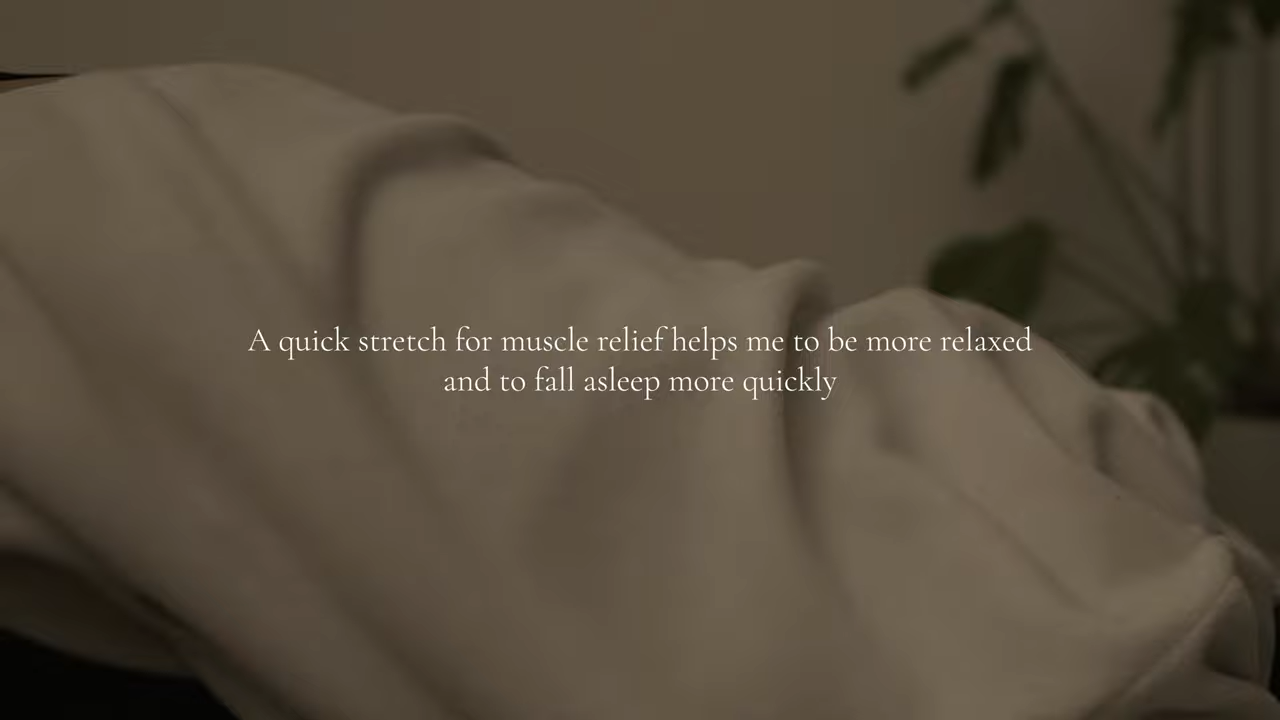 A quick stretch for muscle relief helps me to be more relaxed
and to fall asleep more quickly